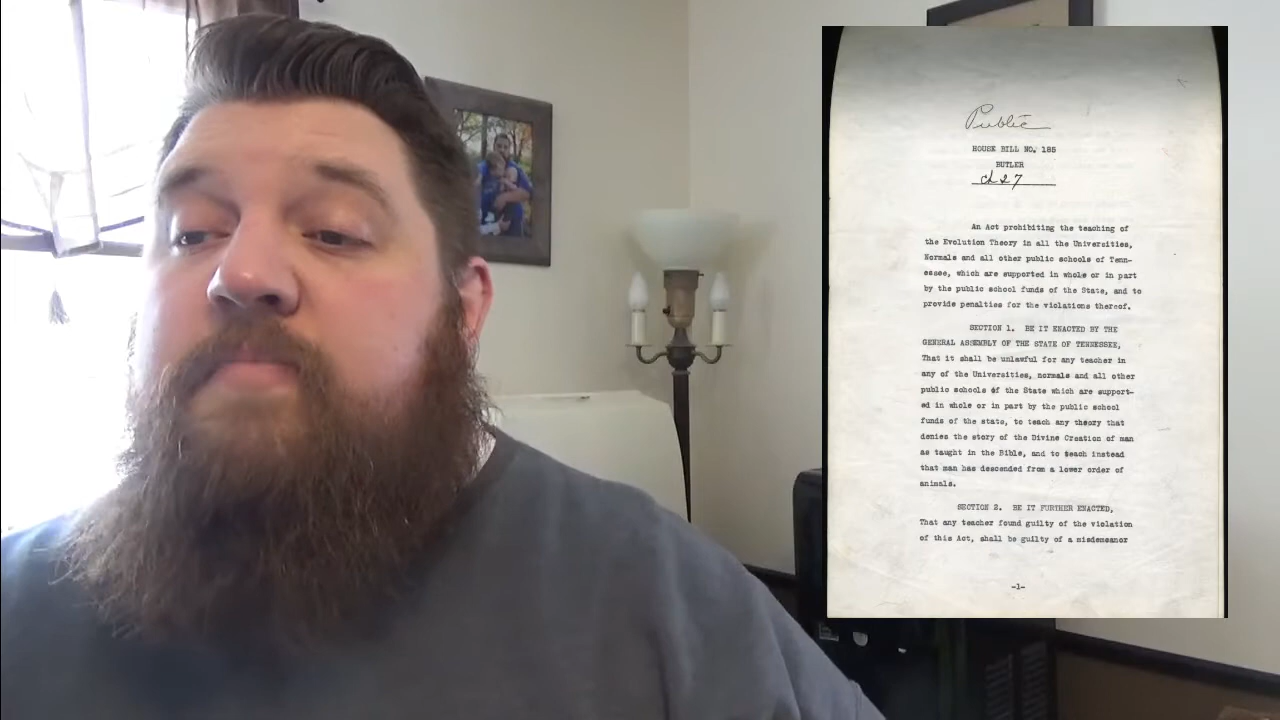 Public
HOUSE BILL NO. 185
BUTLER
ch 27
An Act prohibiting the teaching of
the Evolution Theory in all the Universities,
Normals and all other public schools of Tenn-
essee, which are supported in whole or in part
by the public school funds of the State, and to
provide penalties for the violations thereof.
SECTION 1. BE IT ENACTED BY THE
GENERAL ASSEMBLY OF THE STATE OF TENNESSEE,
That it shall be unlawful for any teacher in
any of the Universities, normals and all other
public schools of the State which are support-
ed in whole or in part by the public school
funds of the state, to teach any theory that
denies the story of the Divine Creation of man
as taught in the Bible, and to teach instead
that man has descended from a lower order of
animals.
SECTION 2. BE IT FURTHER ENACTED,
That any teacher found guilty of the violation
of this Act, shall be guilty of a misdemeanor
-1-